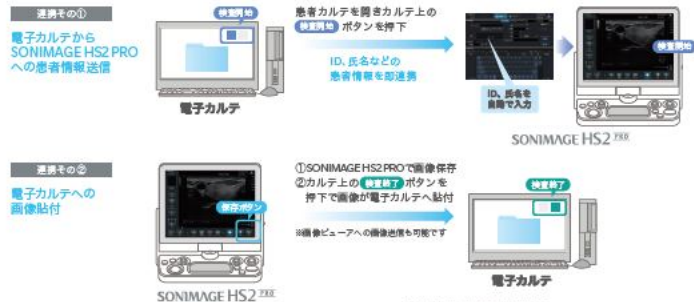 連携その①
電子カルテから
SONIMAGE HS2 PRO
への患者情報送信
検査開始
電子カルテ
患者カルテを開きカルテ上の
検査開始 ボタンを押下
ID、氏名などの
患者情報を即連携
ID、氏名を
自動で入力
検査開始
SONIMAGE HS2 PRO
連携その②
電子カルテへの
画像貼付
保存ボタン
SONIMAGE HS2 PRO
①SONIMAGE HS2 PROで画像保存
②カルテ上の 検査終了 ボタンを
押下で画像が電子カルテへ貼付
※画像ビューアへの画像送信も可能です
検査終了
電子カルテ